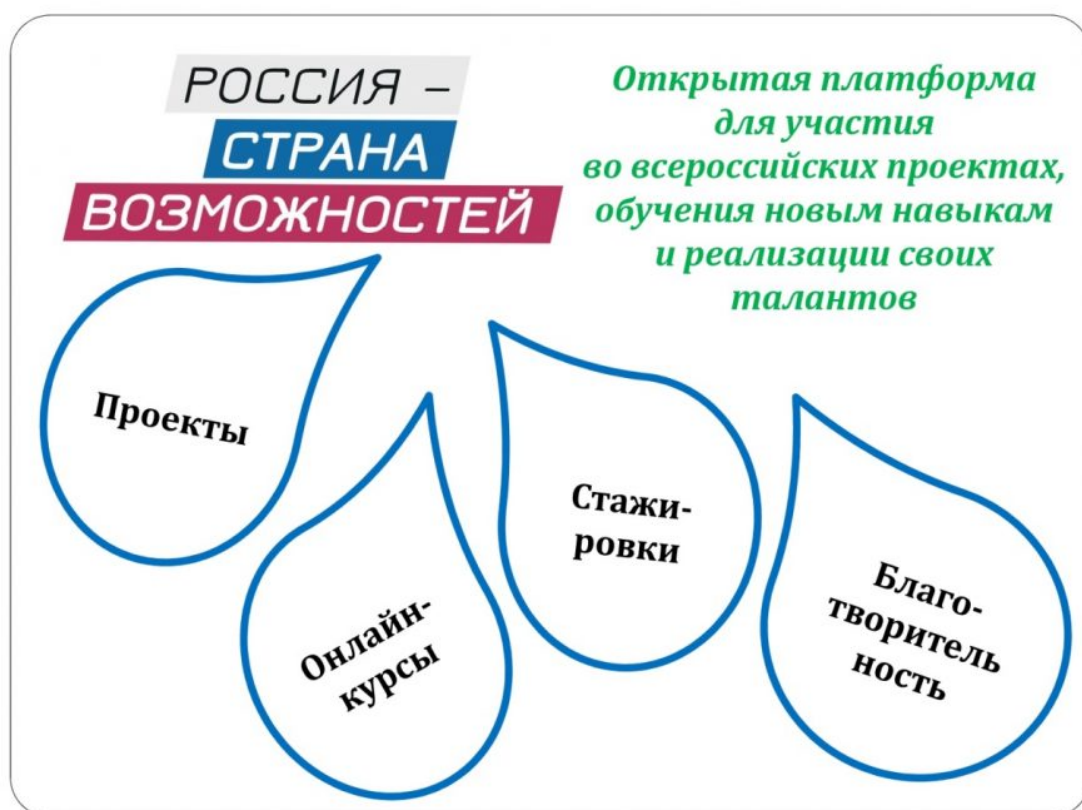 РОССИЯ –
СТРАНА
ВОЗМОЖНОСТЕЙ
Открытая платформа
для участия
во всероссийских проектах,
обучения новым навыкам
и реализации своих
талантов
Проекты
Онлайн-
курсы
Стажи-
ровки
Благо-
творитель
ность